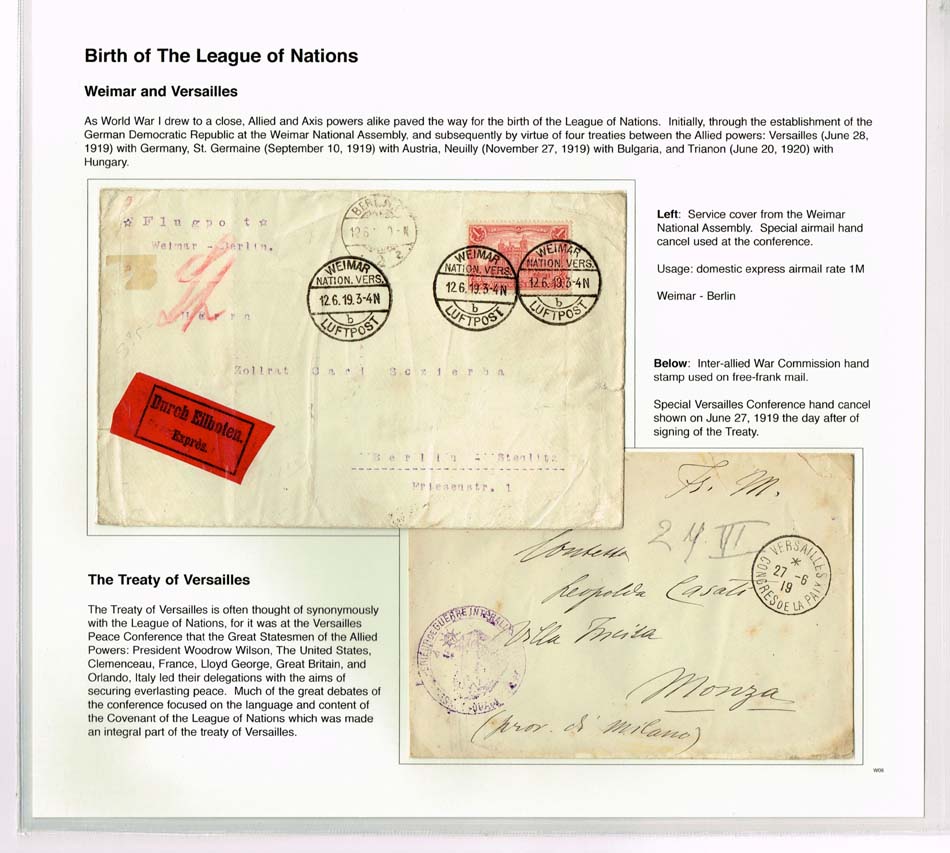 Birth of The League of Nations
Weimar and Versailles
As World War I drew to a close, Allied and Axis powers alike paved the way for the birth of the League of Nations. Initially, through the establishment of the
German Democratic Republic at the Weimar National Assembly, and subsequently by virtue of four treaties between the Allied powers: Versailles (June 28,
1919) with Germany, St. Germaine (September 10, 1919) with Austria, Neuilly (November 27, 1919) with Bulgaria, and Trianon (June 20, 1920) with
Hungary.
☆ Flugpost ☆
Weimar - Berlin.
Herrn
Zollrat Carl Sczierba
Berlin - Steglitz
Friesenstr. 1
BERLIN
12.6
WEIMAR
NATION. VERS.
12.6.19.3-4N
b
LUFTPOST
WEIMAR
NATION. VERS.
12.6.19.3-4N
b
LUFTPOST
WEIMAR
NATION. VERS.
12.6.19.3-4N
b
LUFTPOST
Durch Eilboten.
Exprès.
Left: Service cover from the Weimar
National Assembly. Special airmail hand
cancel used at the conference.
Usage: domestic express airmail rate 1M
Weimar - Berlin
Below: Inter-allied War Commission hand
stamp used on free-frank mail.
Special Versailles Conference hand cancel
shown on June 27, 1919 the day after of
signing of the Treaty.
The Treaty of Versailles
The Treaty of Versailles is often thought of synonymously
with the League of Nations, for it was at the Versailles
Peace Conference that the Great Statesmen of the Allied
Powers: President Woodrow Wilson, The United States,
Clemenceau, France, Lloyd George, Great Britain, and
Orlando, Italy led their delegations with the aims of
securing everlasting peace. Much of the great debates of
the conference focused on the language and content of
the Covenant of the League of Nations which was made
an integral part of the treaty of Versailles.
Fr. M.
24 VI
Contessa
Leopolda Casati
Villa
Monza
(prov. di Milano)
VERSAILLES
*
27 -6
19
CONGRES DE LA PAIX
DE GUERRE
W06